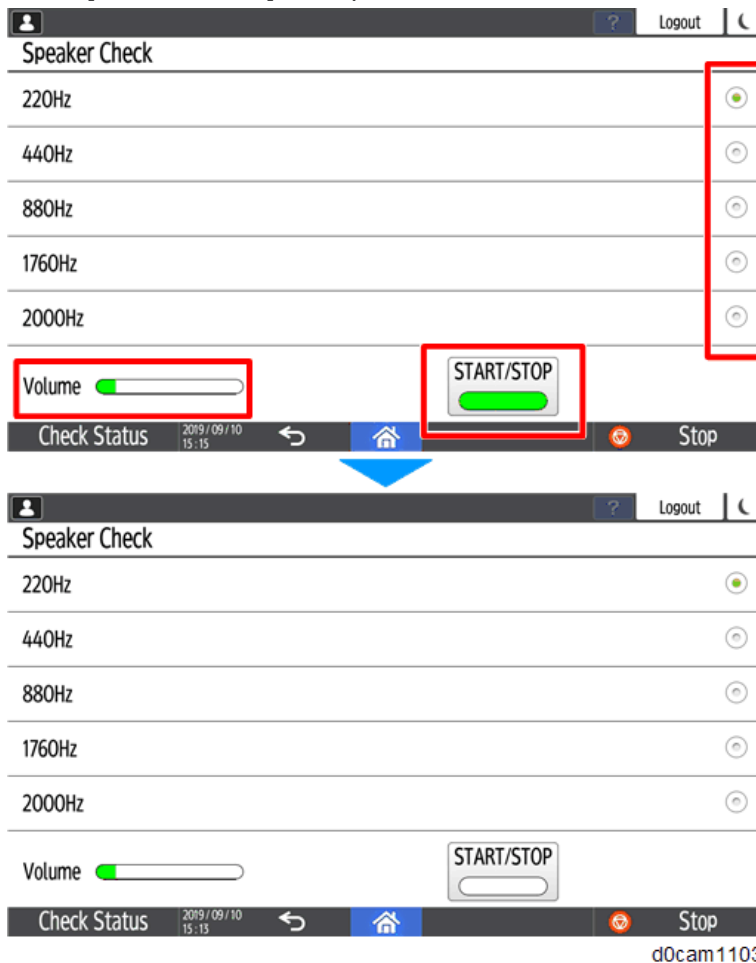 ? Logout
Speaker Check
220Hz
440Hz
880Hz
1760Hz
2000Hz
START/STOP
Volume
Check Status 2019/09/10 15:15 Stop
? Logout
Speaker Check
220Hz
440Hz
880Hz
1760Hz
2000Hz
START/STOP
Volume
Check Status 2019/09/10 15:13 Stop
d0cam1103